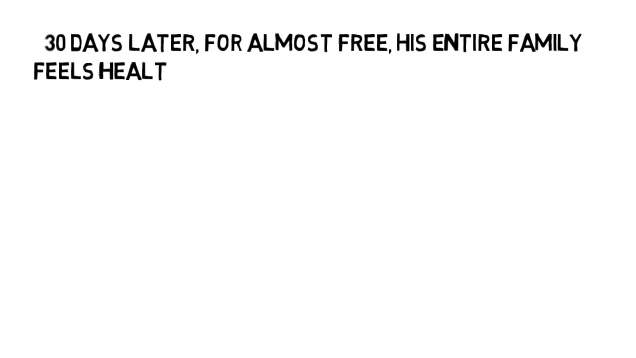 30 DAYS LATER, FOR ALMOST FREE, HIS ENTIRE FAMILY
FEELS HEALT